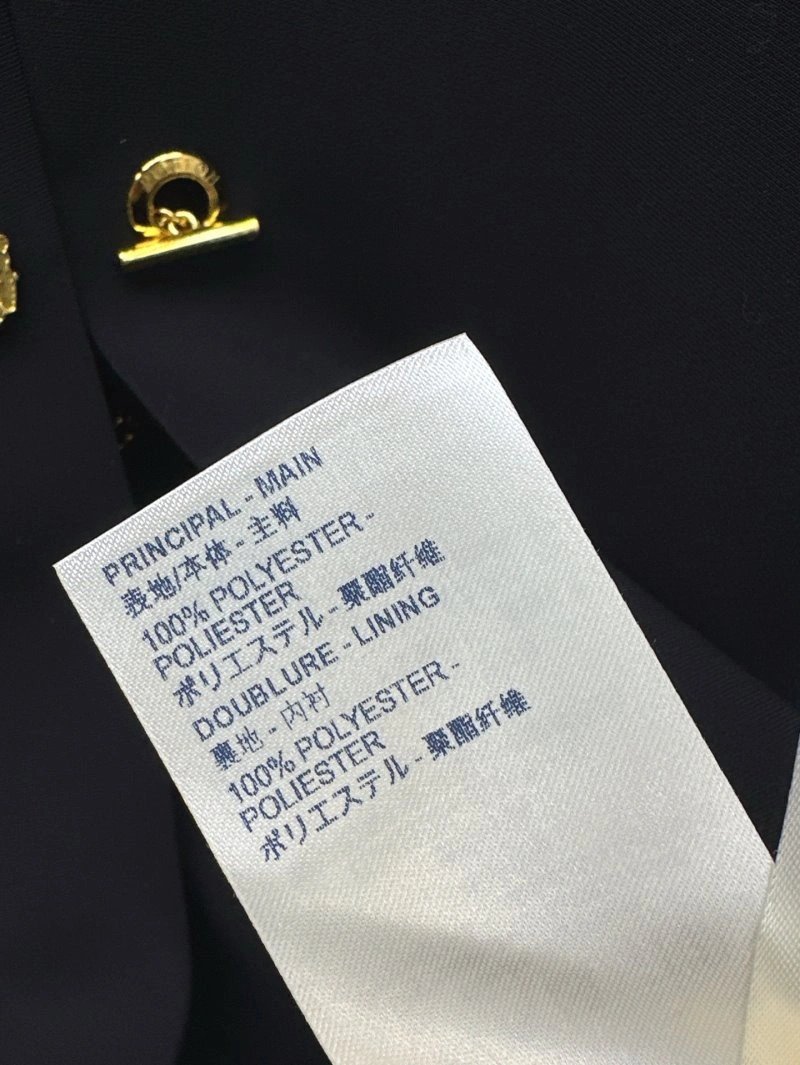 PRINCIPAL - MAIN
表地/本体 - 主料
100% POLYESTER -
POLIESTER
ポリエステル - 聚酯纤维
DOUBLURE - LINING
裏地 - 内衬
100% POLYESTER -
POLIESTER
ポリエステル - 聚酯纤维